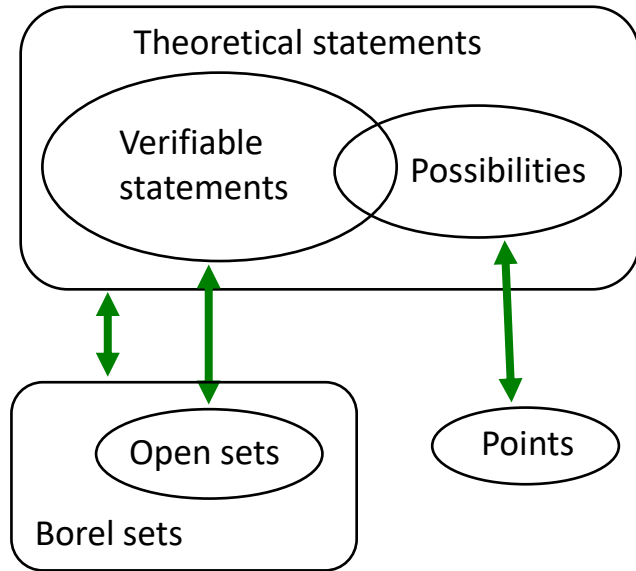 Theoretical statements
Verifiable
statements
Possibilities
Open sets
Points
Borel sets